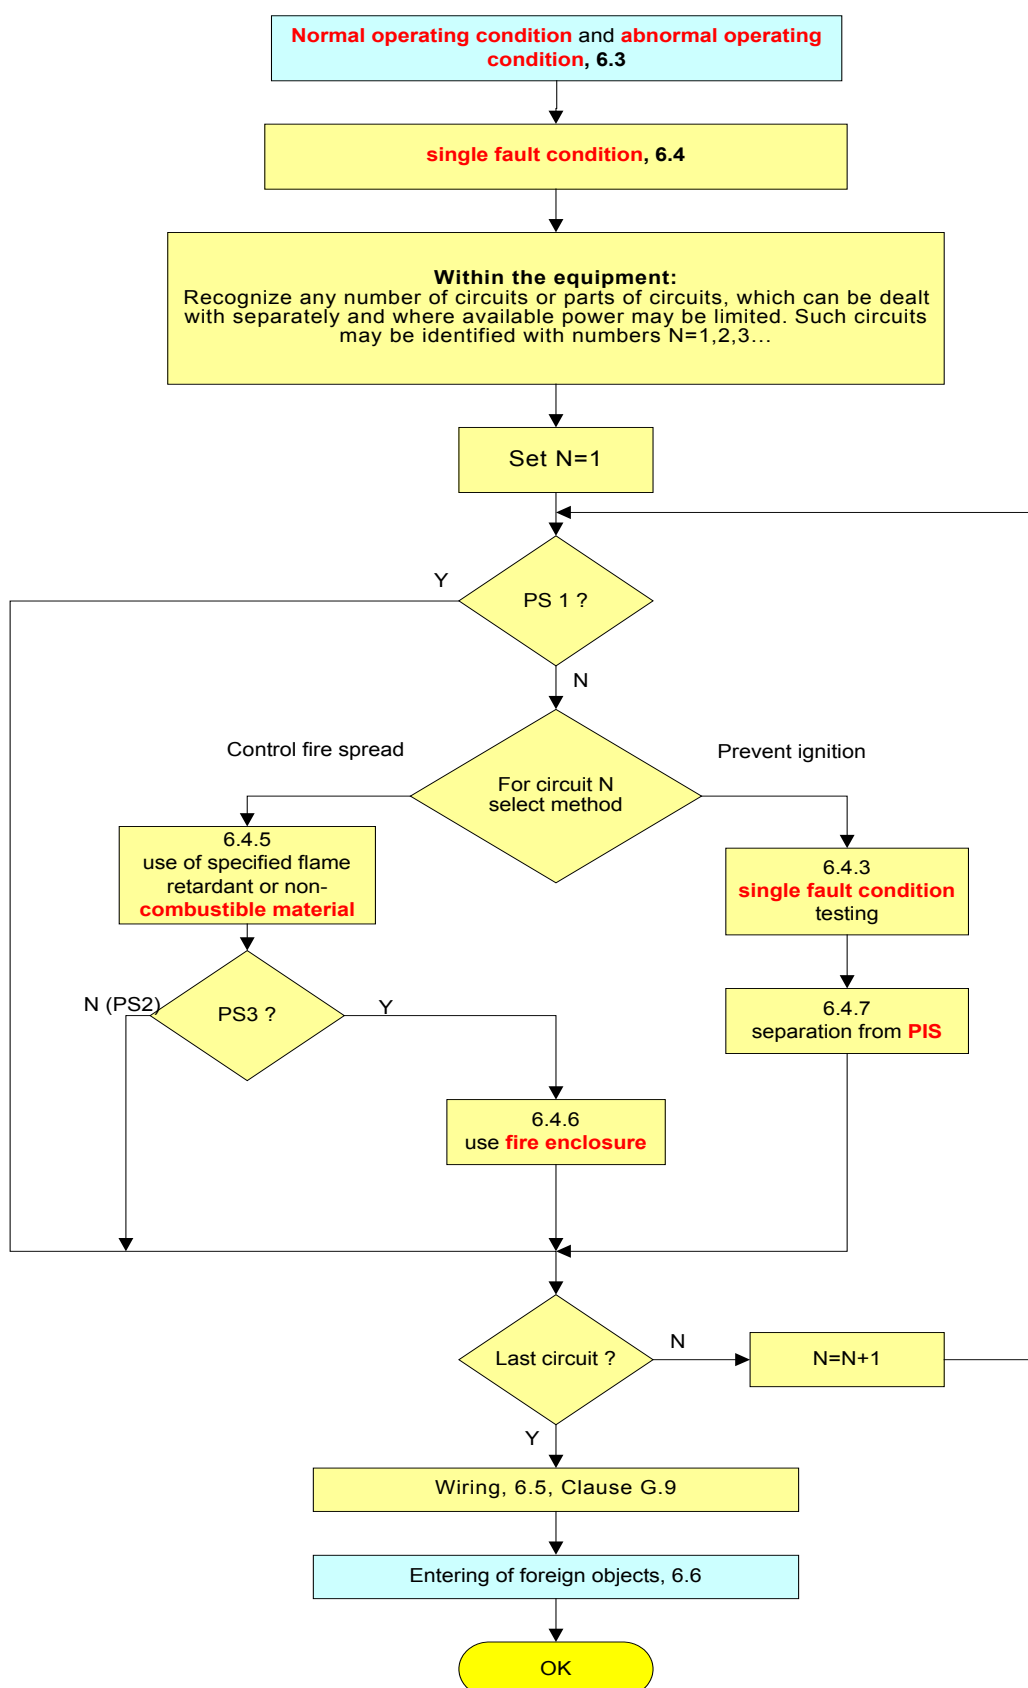 Normal operating condition and abnormal operating
condition, 6.3
single fault condition, 6.4
Within the equipment:
Recognize any number of circuits or parts of circuits, which can be dealt
with separately and where available power may be limited. Such circuits
may be identified with numbers N=1,2,3…
Set N=1
Y
PS 1 ?
N
Control fire spread
Prevent ignition
For circuit N
select method
6.4.5
use of specified flame
retardant or non-
combustible material
6.4.3
single fault condition
testing
N (PS2)
PS3 ?
Y
6.4.7
separation from PIS
6.4.6
use fire enclosure
Last circuit ?
N
N=N+1
Y
Wiring, 6.5, Clause G.9
Entering of foreign objects, 6.6
OK